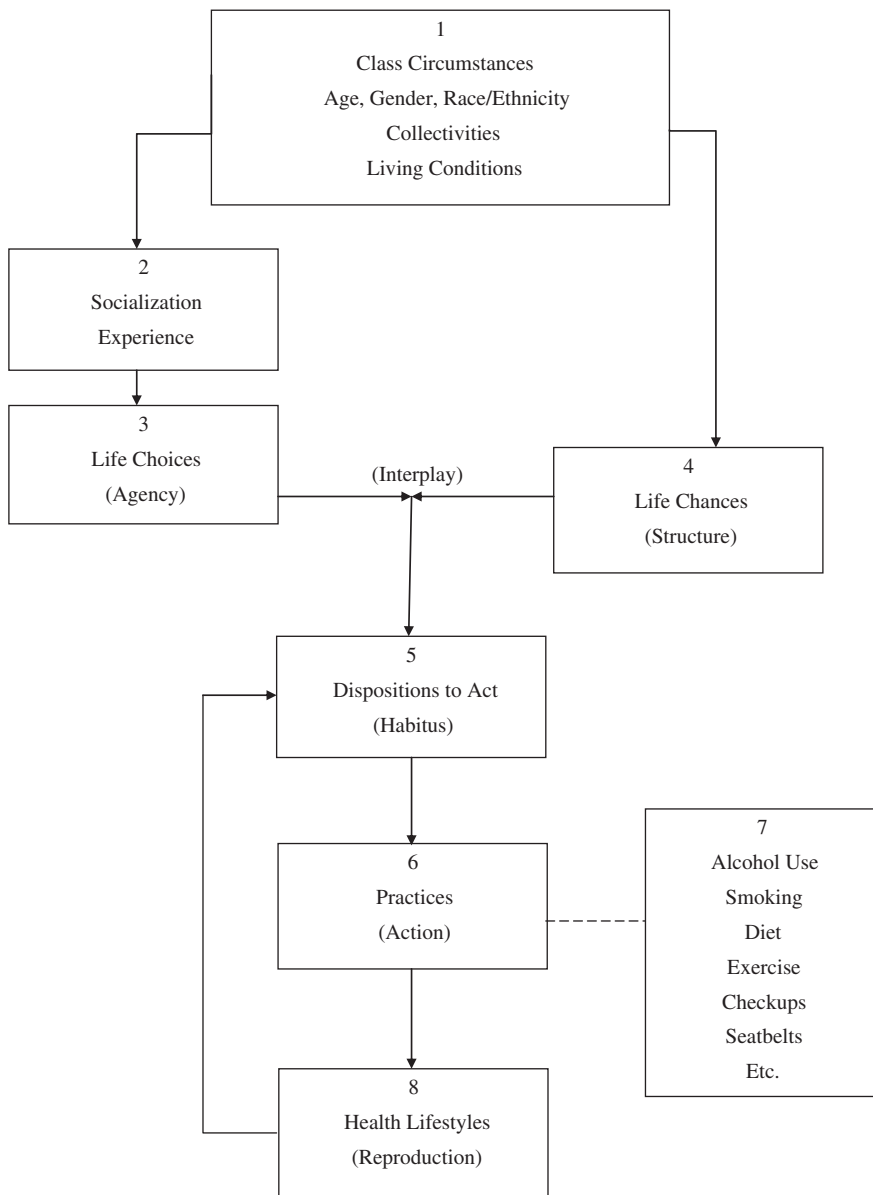 1
Class Circumstances
Age, Gender, Race/Ethnicity
Collectivities
Living Conditions
2
Socialization
Experience
3
Life Choices
(Agency)
(Interplay)
4
Life Chances
(Structure)
5
Dispositions to Act
(Habitus)
6
Practices
(Action)
7
Alcohol Use
Smoking
Diet
Exercise
Checkups
Seatbelts
Etc.
8
Health Lifestyles
(Reproduction)